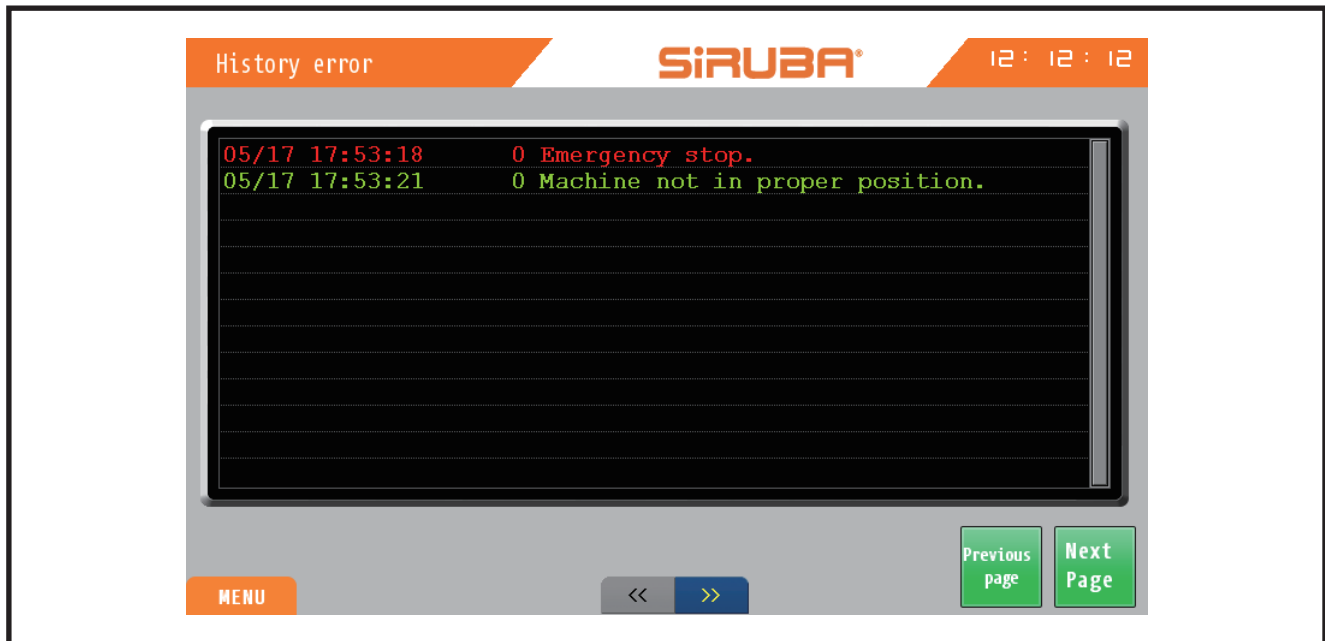 History error
SiRUBA®
12:12:12
05/17 17:53:18 0 Emergency stop.
05/17 17:53:21 0 Machine not in proper position.
Previous
page
Next
Page
MENU
<< >>